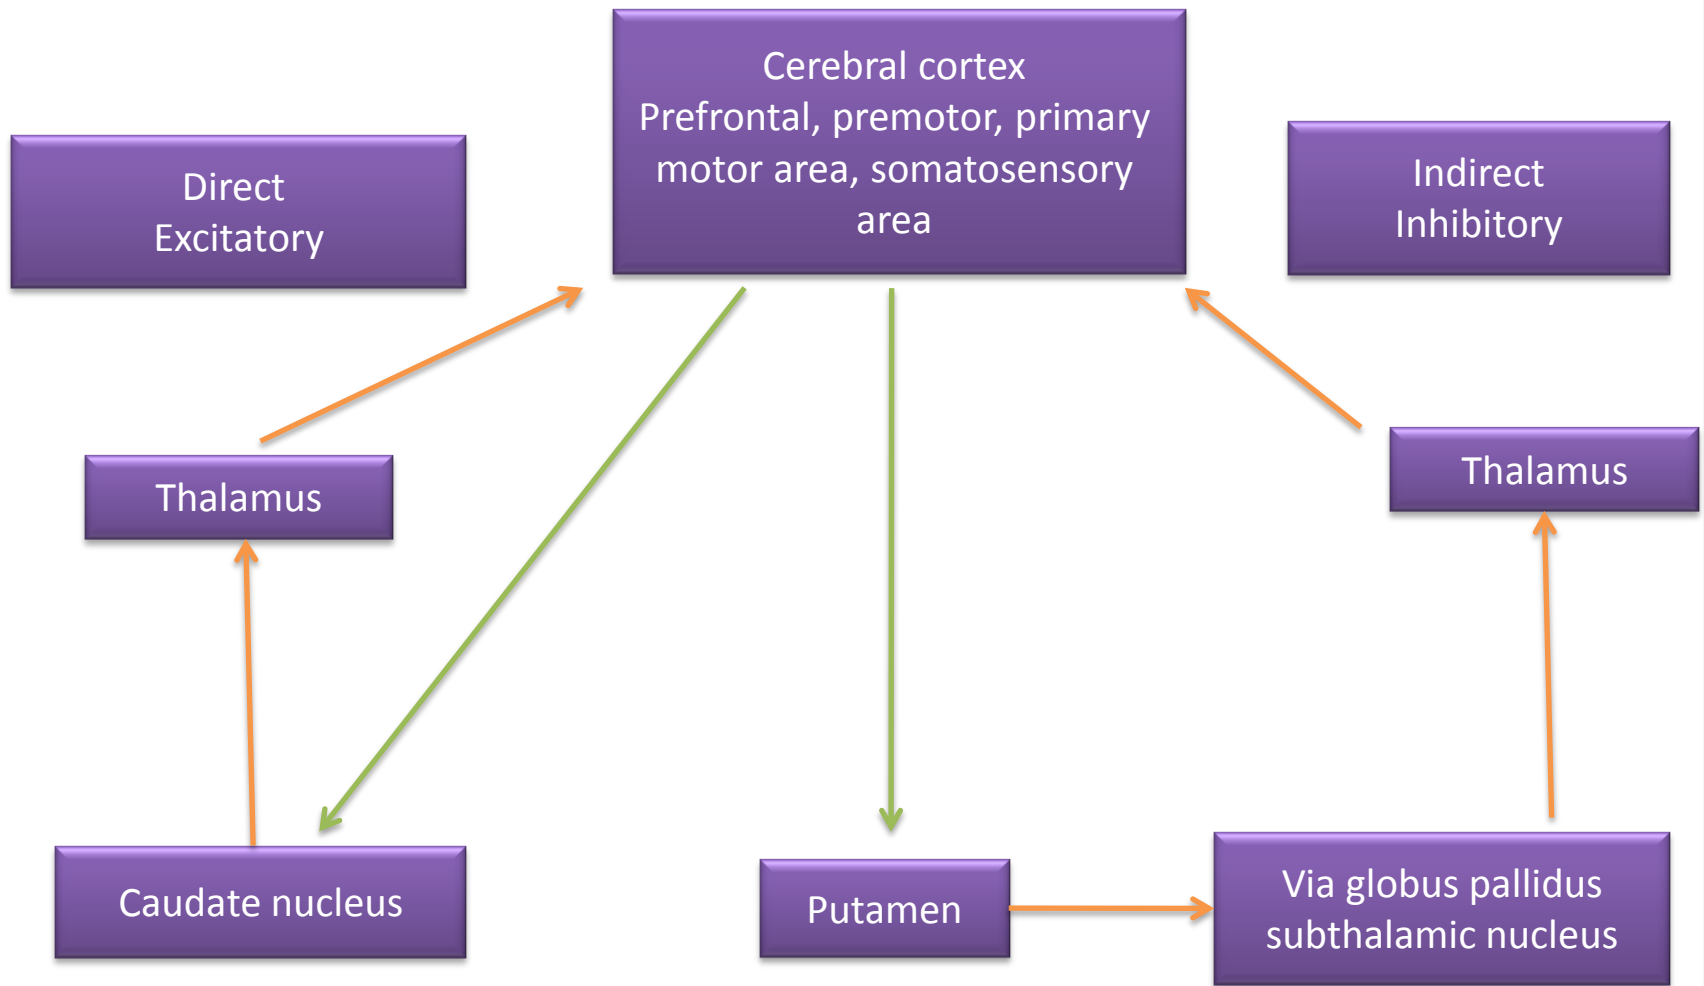 Cerebral cortex
Prefrontal, premotor, primary
motor area, somatosensory
area
Direct
Excitatory
Indirect
Inhibitory
Thalamus
Thalamus
Caudate nucleus
Putamen
Via globus pallidus
subthalamic nucleus